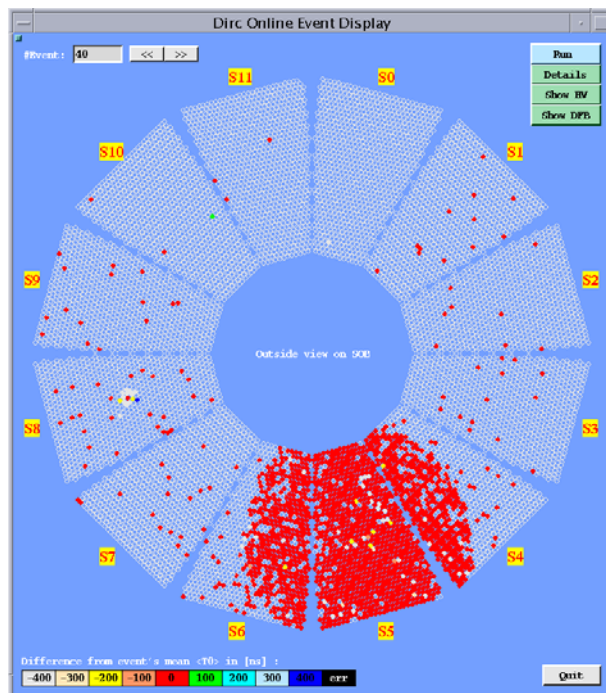 Dirc Online Event Display
#Event: 40 << >>
Run
Details
Show HV
Show DFB
S11
S0
S10
S1
S9
S2
Outside view on SOB
S8
S3
S7
S4
S6
S5
Difference from event's mean <T0> in [ns] :
-400 -300 -200 -100 0 100 200 300 400 err
Quit